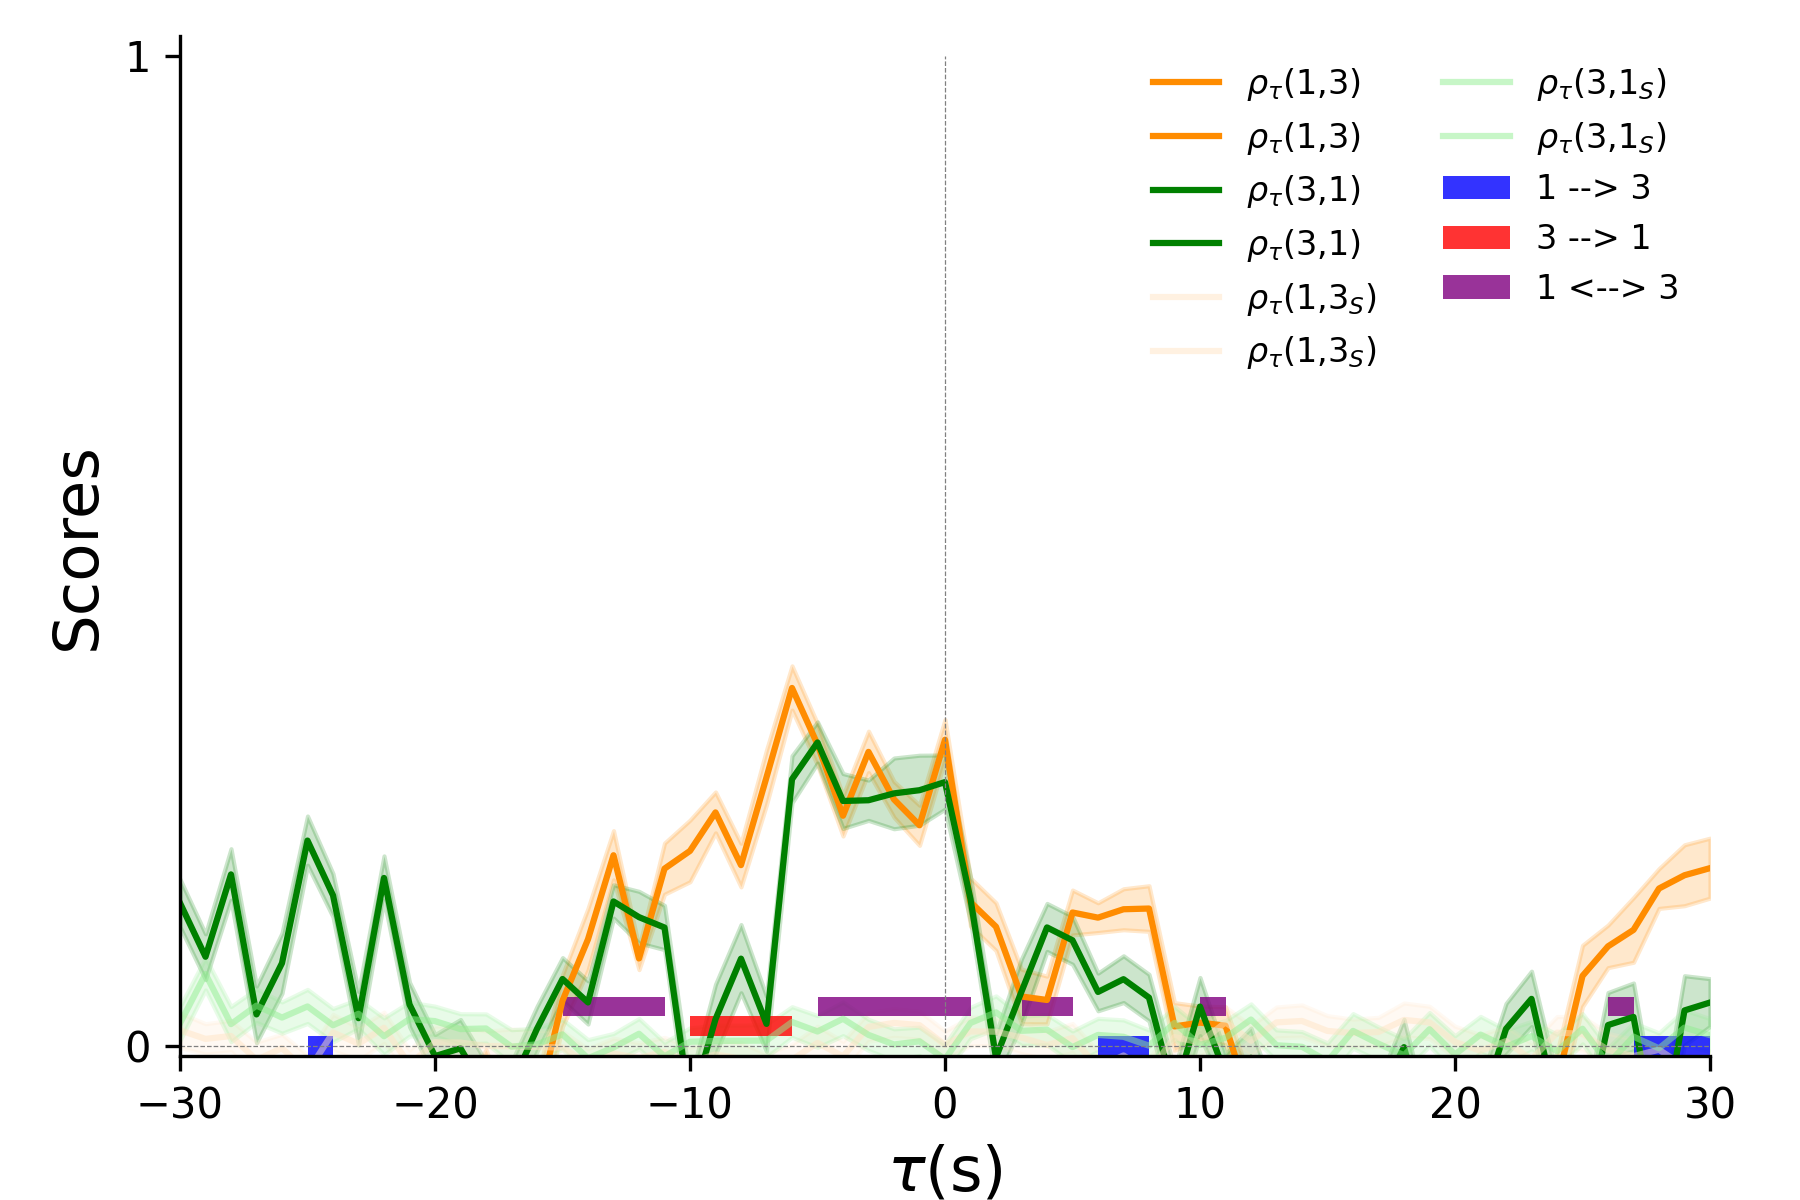 1
ρτ(1,3)
ρτ(1,3)
ρτ(3,1)
ρτ(3,1)
ρτ(1,3S)
ρτ(1,3S)
ρτ(3,1S)
ρτ(3,1S)
1 --> 3
3 --> 1
1 <--> 3
Scores
0
−30 −20 −10 0 10 20 30
τ(s)